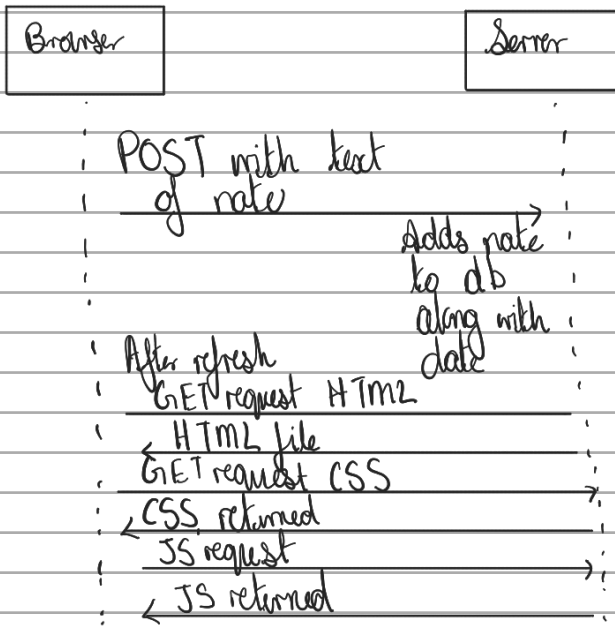 Browser
Server
POST with text
of note
Adds note
to db
along with
date
After refresh
GET request HTML
HTML file
GET request CSS
CSS returned
JS request
JS returned